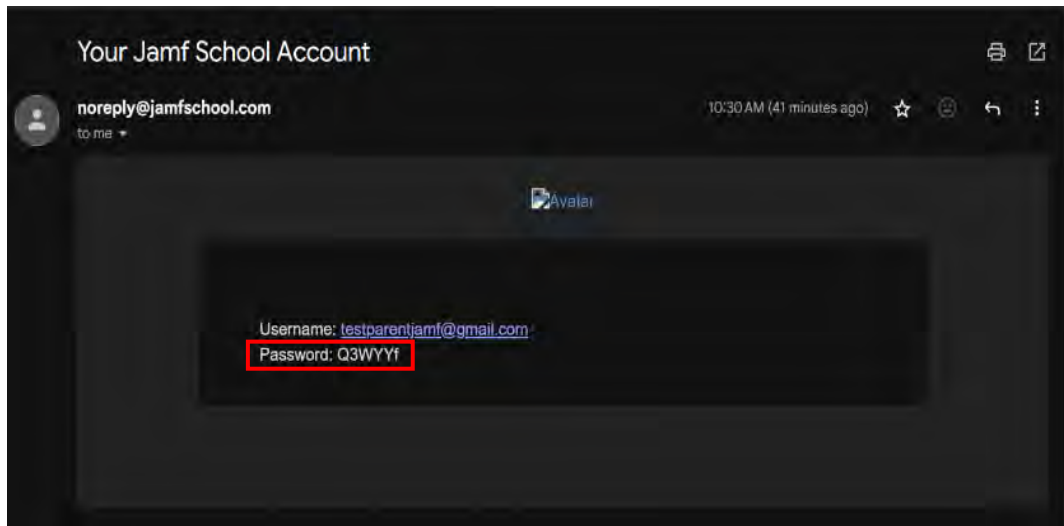 Your Jamf School Account
noreply@jamfschool.com
10:30 AM (41 minutes ago)
to me
Avatar
Username: testparentjamf@gmail.com
Password: Q3WYYf